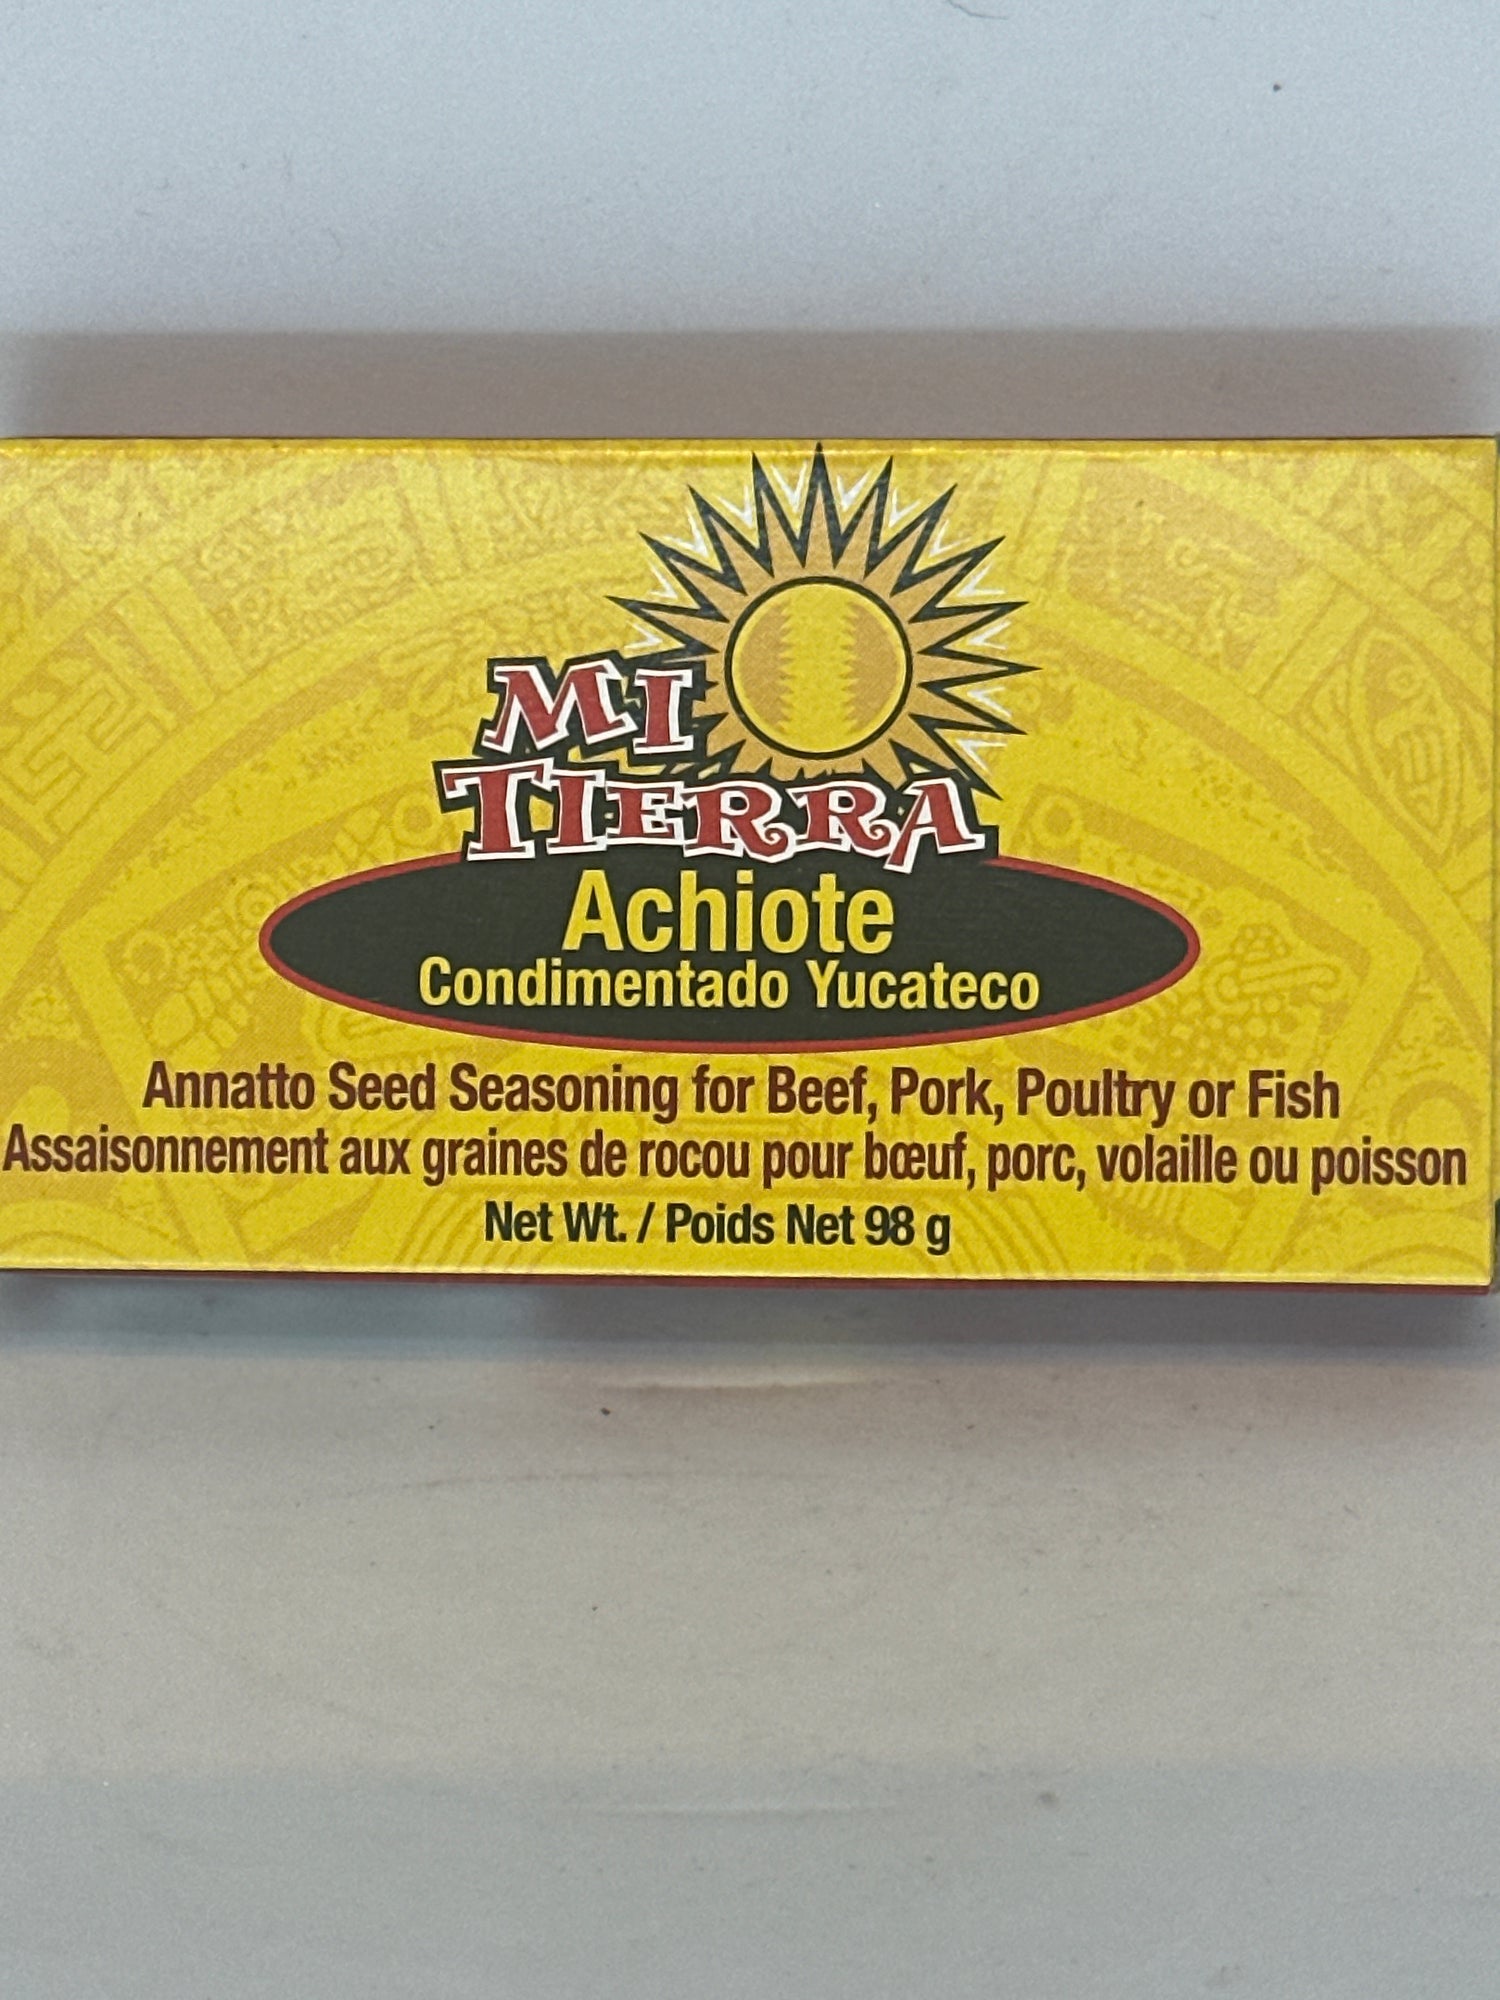 MI
TIERRA
Achiote
Condimentado Yucateco
Annatto Seed Seasoning for Beef, Pork, Poultry or Fish
Assaisonnement aux graines de rocou pour bœuf, porc, volaille ou poisson
Net Wt. / Poids Net 98 g